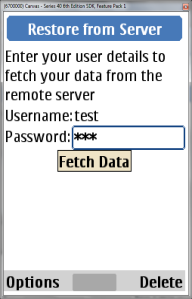 (6700000) Canvas - Series 40 6th Edition SDK, Feature Pack 1
Restore from Server
Enter your user details to
fetch your data from the
remote server
Username:test
Password:***
Fetch Data
Options Delete